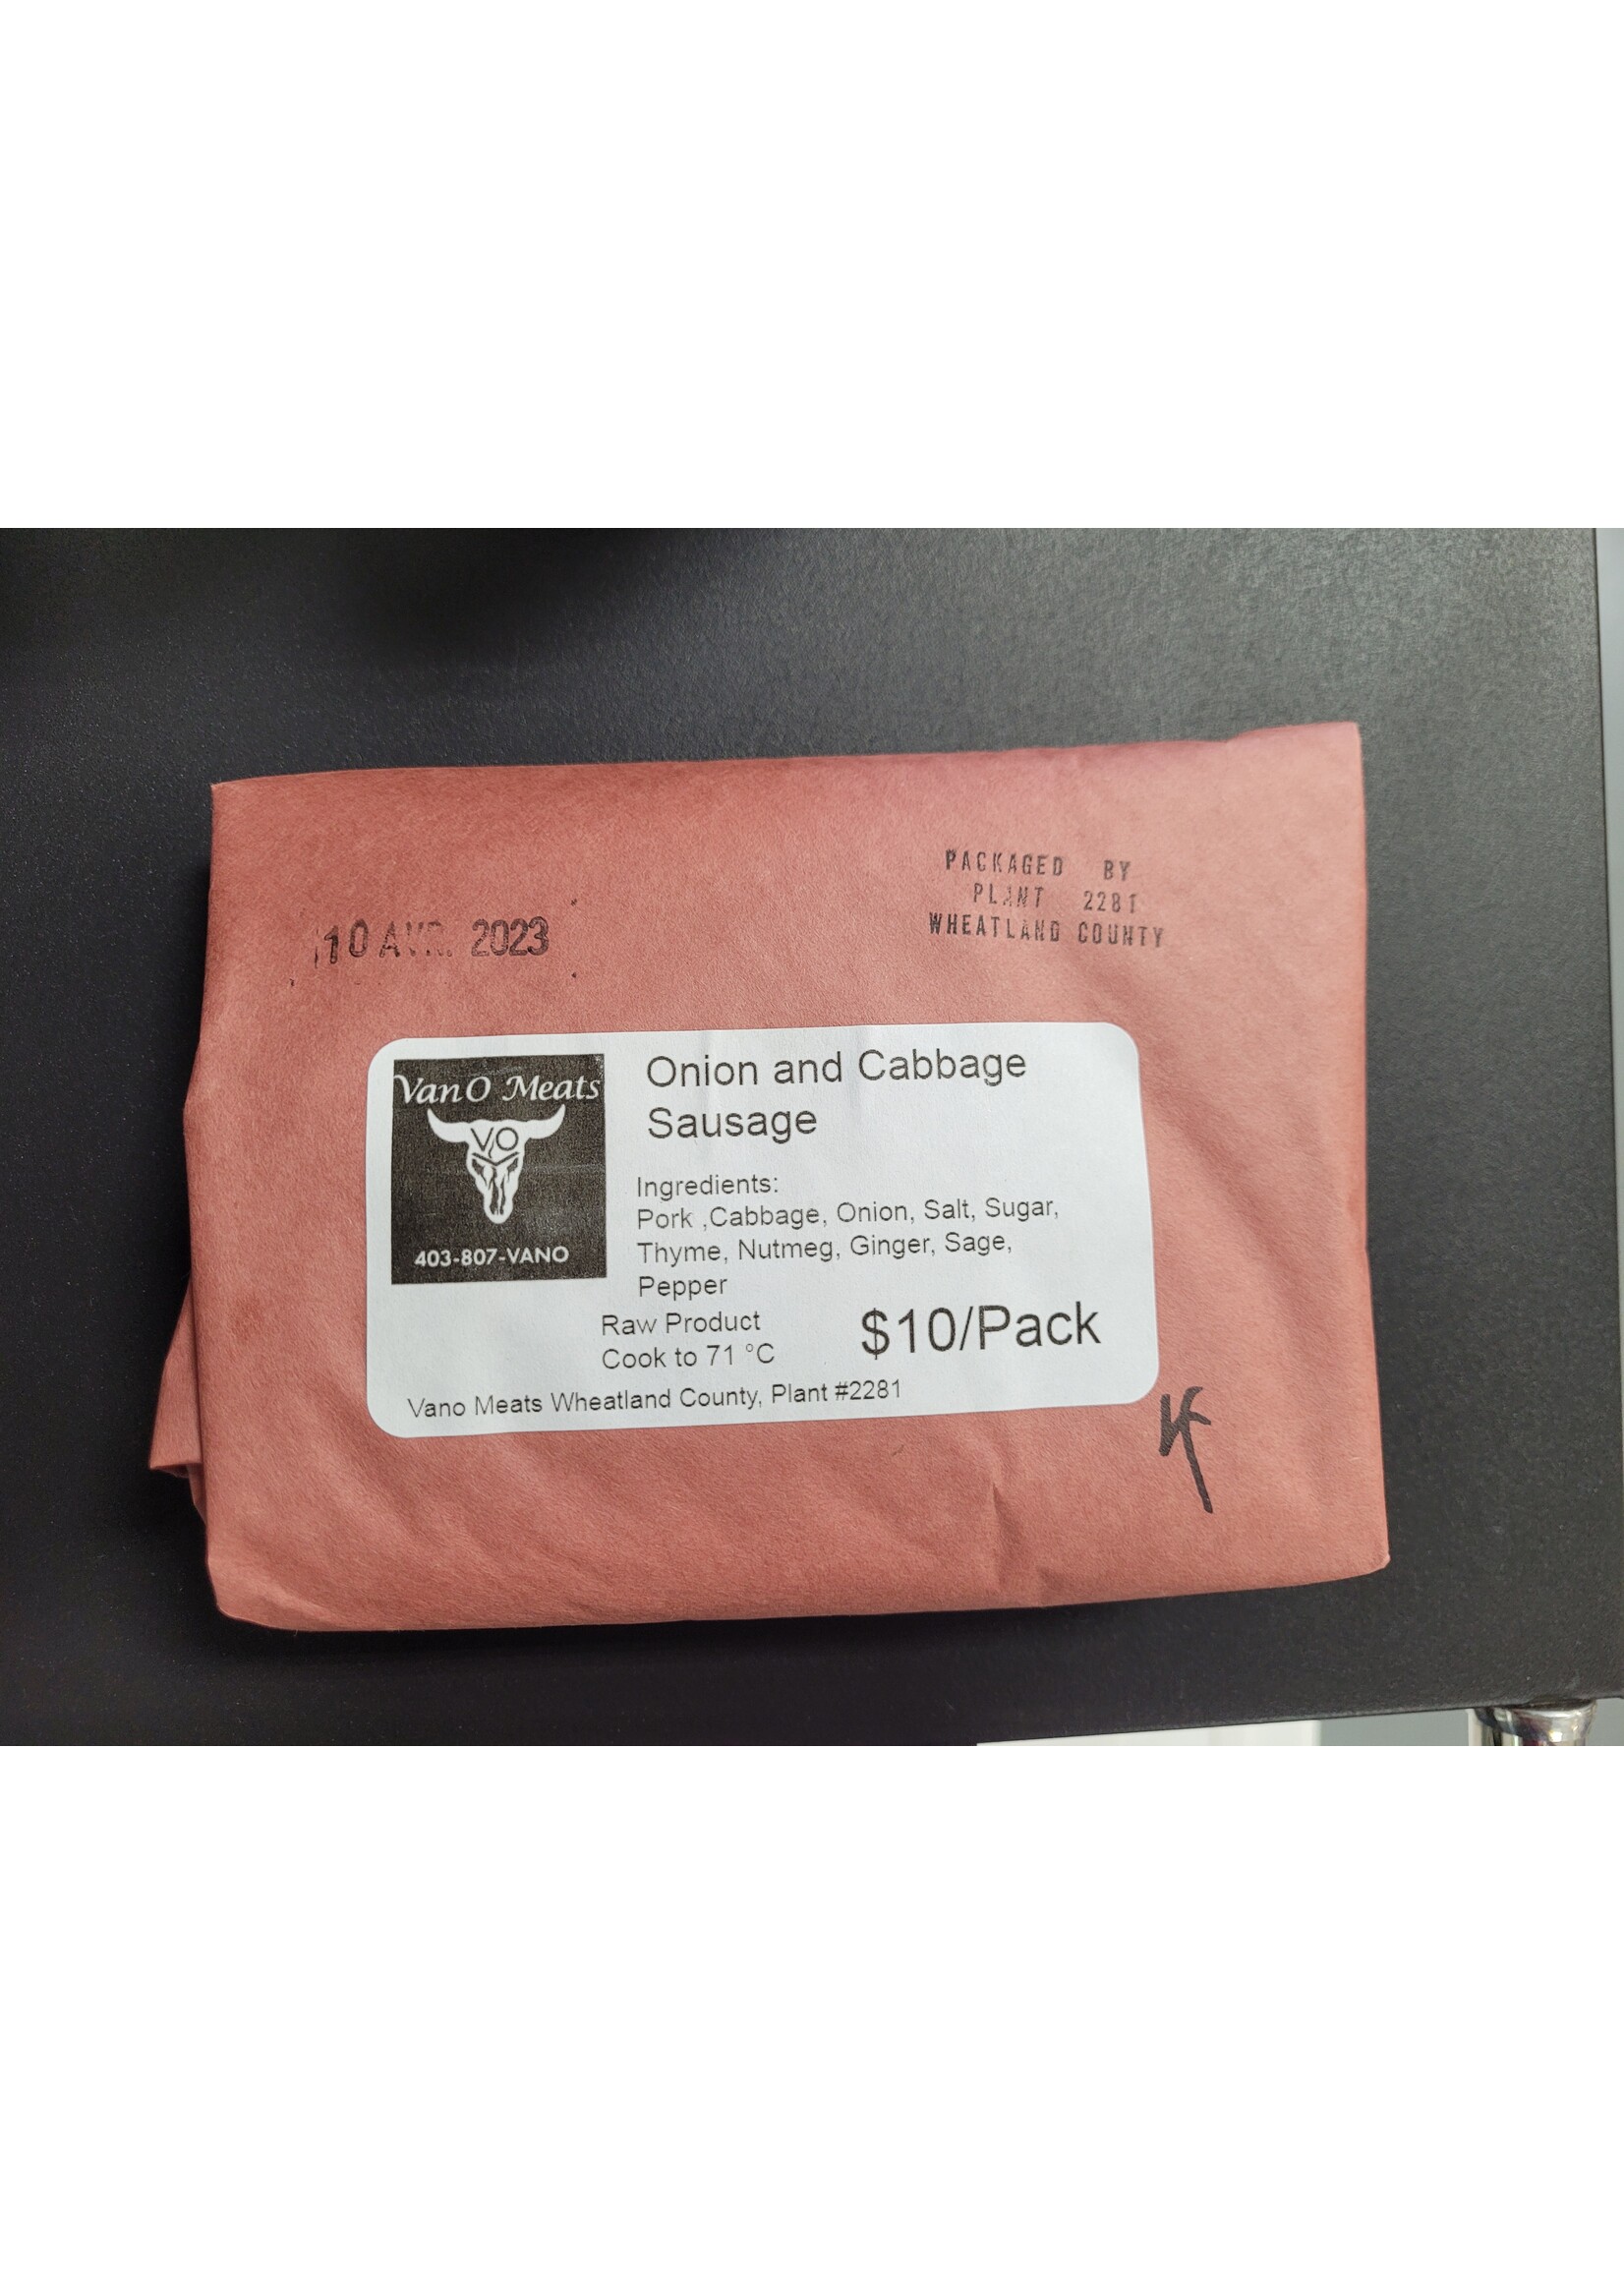 PACKAGED BY
PLANT 2281
WHEATLAND COUNTY
10 AVR. 2023
VanO Meats
VO
403-807-VANO
Onion and Cabbage
Sausage
Ingredients:
Pork ,Cabbage, Onion, Salt, Sugar,
Thyme, Nutmeg, Ginger, Sage,
Pepper
Raw Product
Cook to 71 °C
$10/Pack
Vano Meats Wheatland County, Plant #2281